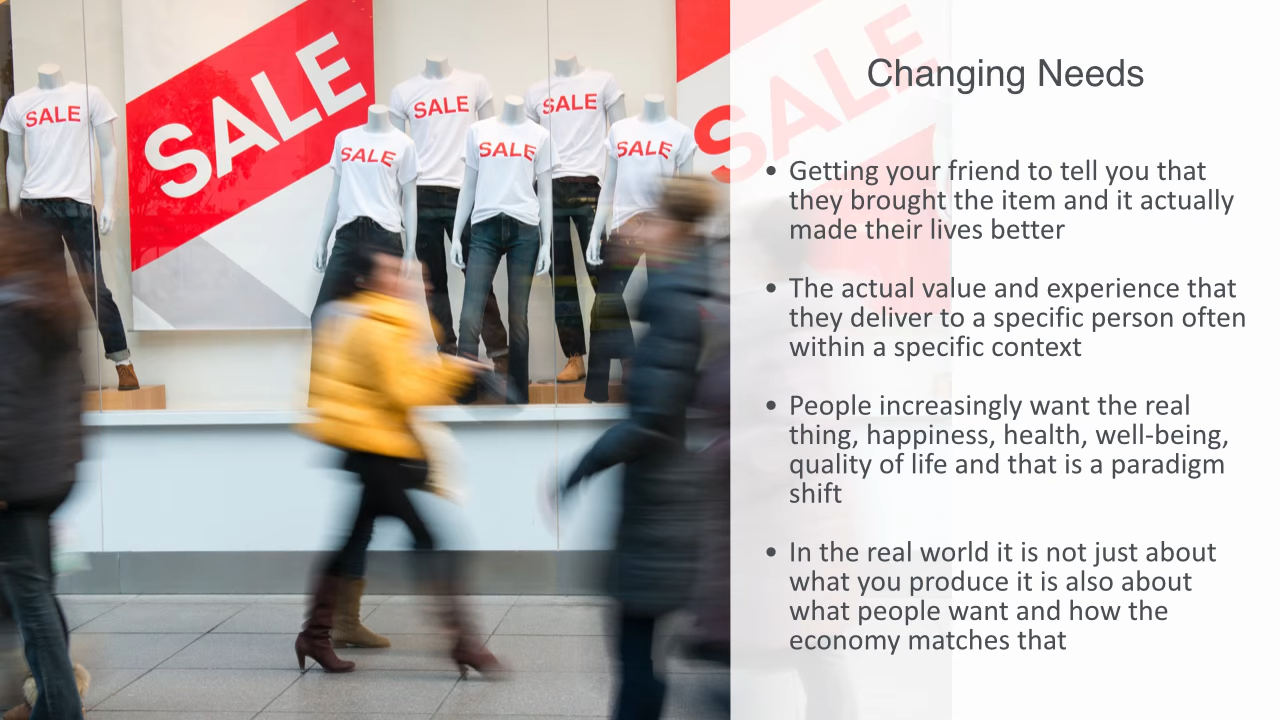 SALE
SALE
SALE
SALE
SALE
SALE
SALE
SALE
Changing Needs
• Getting your friend to tell you that
they brought the item and it actually
made their lives better
• The actual value and experience that
they deliver to a specific person often
within a specific context
• People increasingly want the real
thing, happiness, health, well-being,
quality of life and that is a paradigm
shift
• In the real world it is not just about
what you produce it is also about
what people want and how the
economy matches that